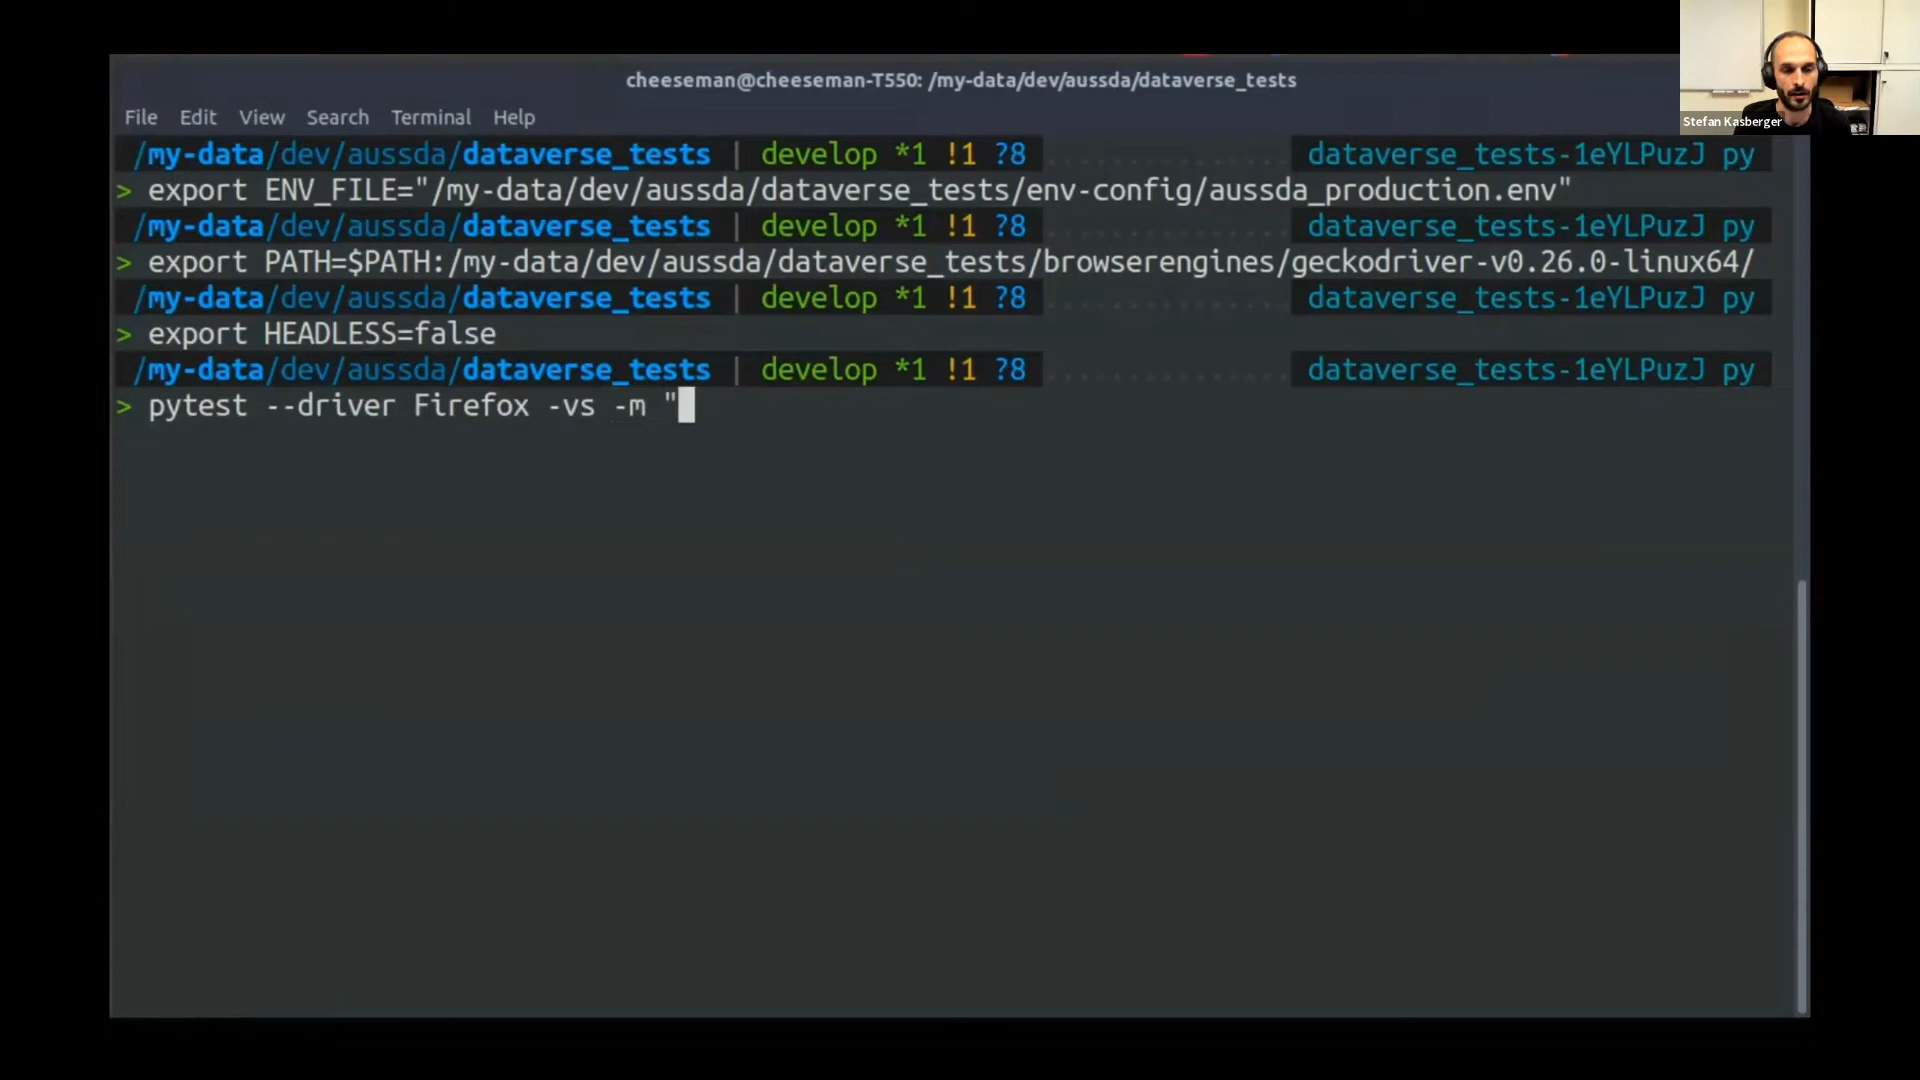 cheeseman@cheeseman-T550: /my-data/dev/aussda/dataverse_tests
Stefan Kasberger
File Edit View Search Terminal Help
/my-data/dev/aussda/dataverse_tests | develop *1 !1 ?8 dataverse_tests-1eYLPuzJ py
> export ENV_FILE="/my-data/dev/aussda/dataverse_tests/env-config/aussda_production.env"
/my-data/dev/aussda/dataverse_tests | develop *1 !1 ?8 dataverse_tests-1eYLPuzJ py
> export PATH=$PATH:/my-data/dev/aussda/dataverse_tests/browserengines/geckodriver-v0.26.0-linux64/
/my-data/dev/aussda/dataverse_tests | develop *1 !1 ?8 dataverse_tests-1eYLPuzJ py
> export HEADLESS=false
/my-data/dev/aussda/dataverse_tests | develop *1 !1 ?8 dataverse_tests-1eYLPuzJ py
> pytest --driver Firefox -vs -m "